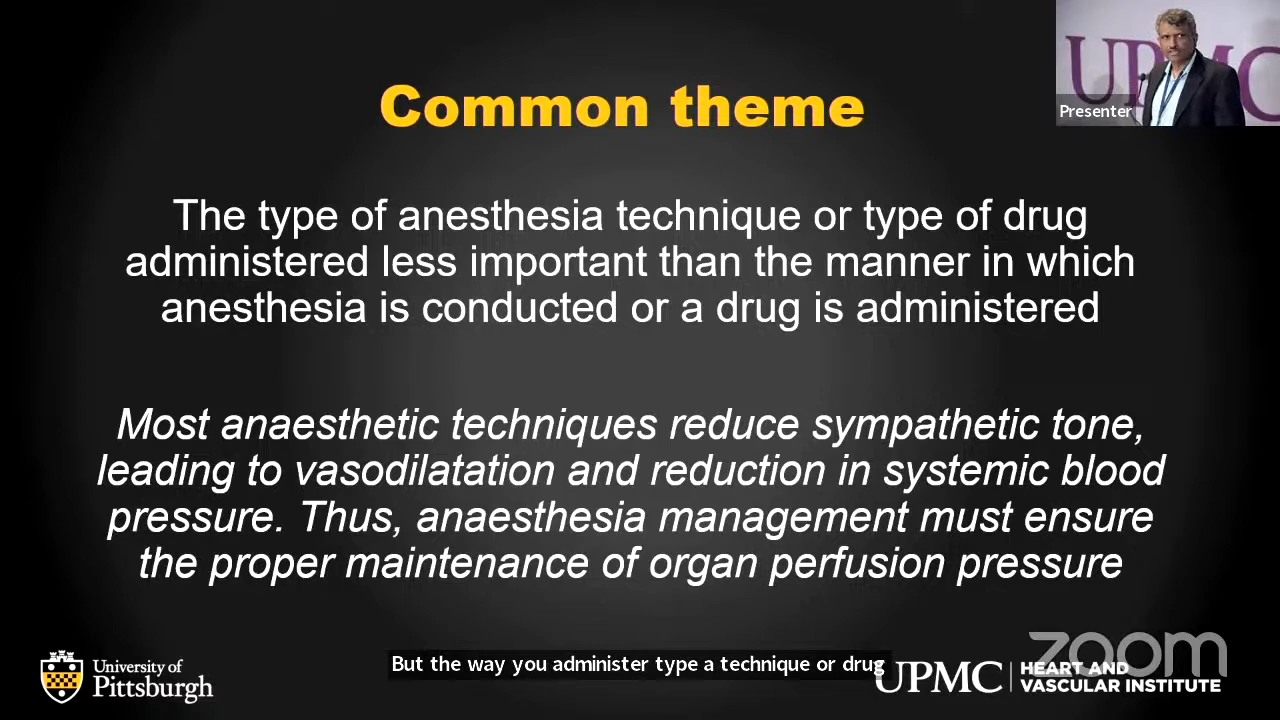 UPMC
Presenter
Common theme
The type of anesthesia technique or type of drug
administered less important than the manner in which
anesthesia is conducted or a drug is administered
Most anaesthetic techniques reduce sympathetic tone,
leading to vasodilatation and reduction in systemic blood
pressure. Thus, anaesthesia management must ensure
the proper maintenance of organ perfusion pressure
zoom
University of
Pittsburgh
But the way you administer type a technique or drug
UPMC
HEART AND
VASCULAR INSTITUTE